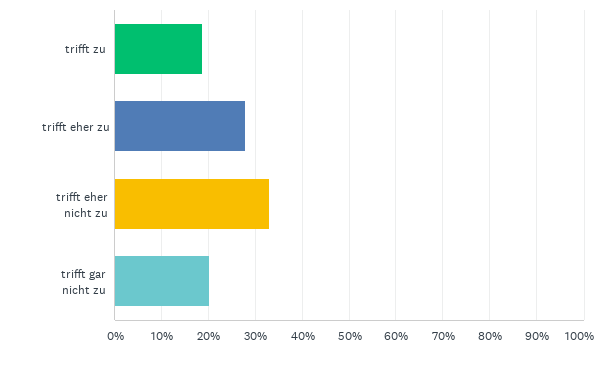 trifft zu
trifft eher zu
trifft eher
nicht zu
trifft gar
nicht zu
0% 10% 20% 30% 40% 50% 60% 70% 80% 90% 100%